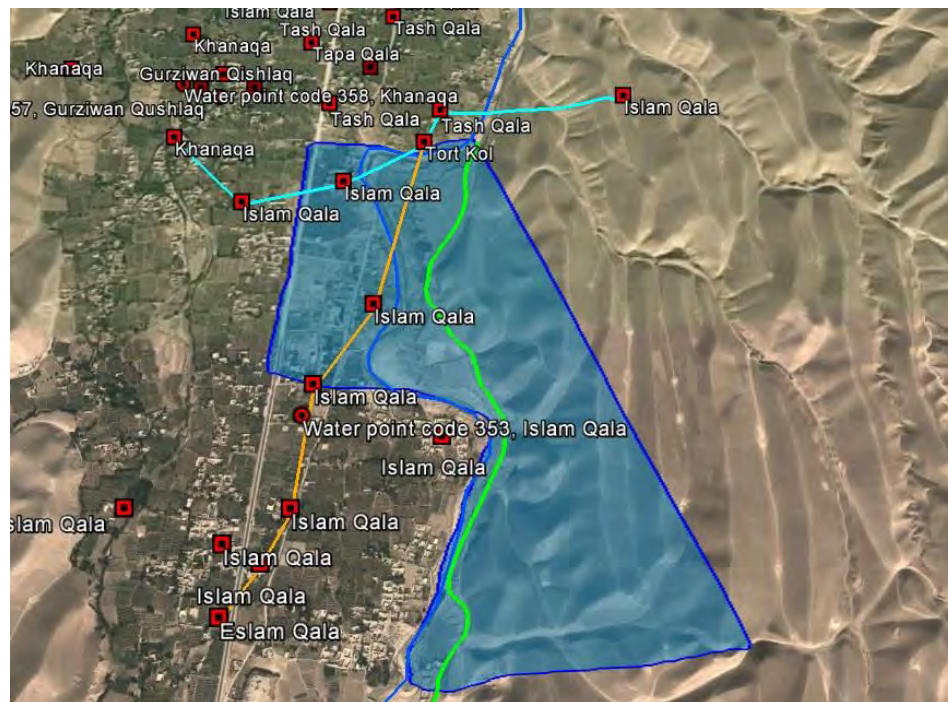 Islam Qala
Tash Qala
Tash Qala
Khanaqa
Tapa Qala
Khanaqa
Gurziwan Qishlaq
Water point code 358, Khanaqa
Islam Qala
57, Gurziwan Qushlaq
Tash Qala
Tash Qala
Khanaqa
Tort Kol
Islam Qala
Islam Qala
Islam Qala
Islam Qala
Water point code 353, Islam Qala
Islam Qala
slam Qala
Islam Qala
Islam Qala
Islam Qala
Eslam Qala